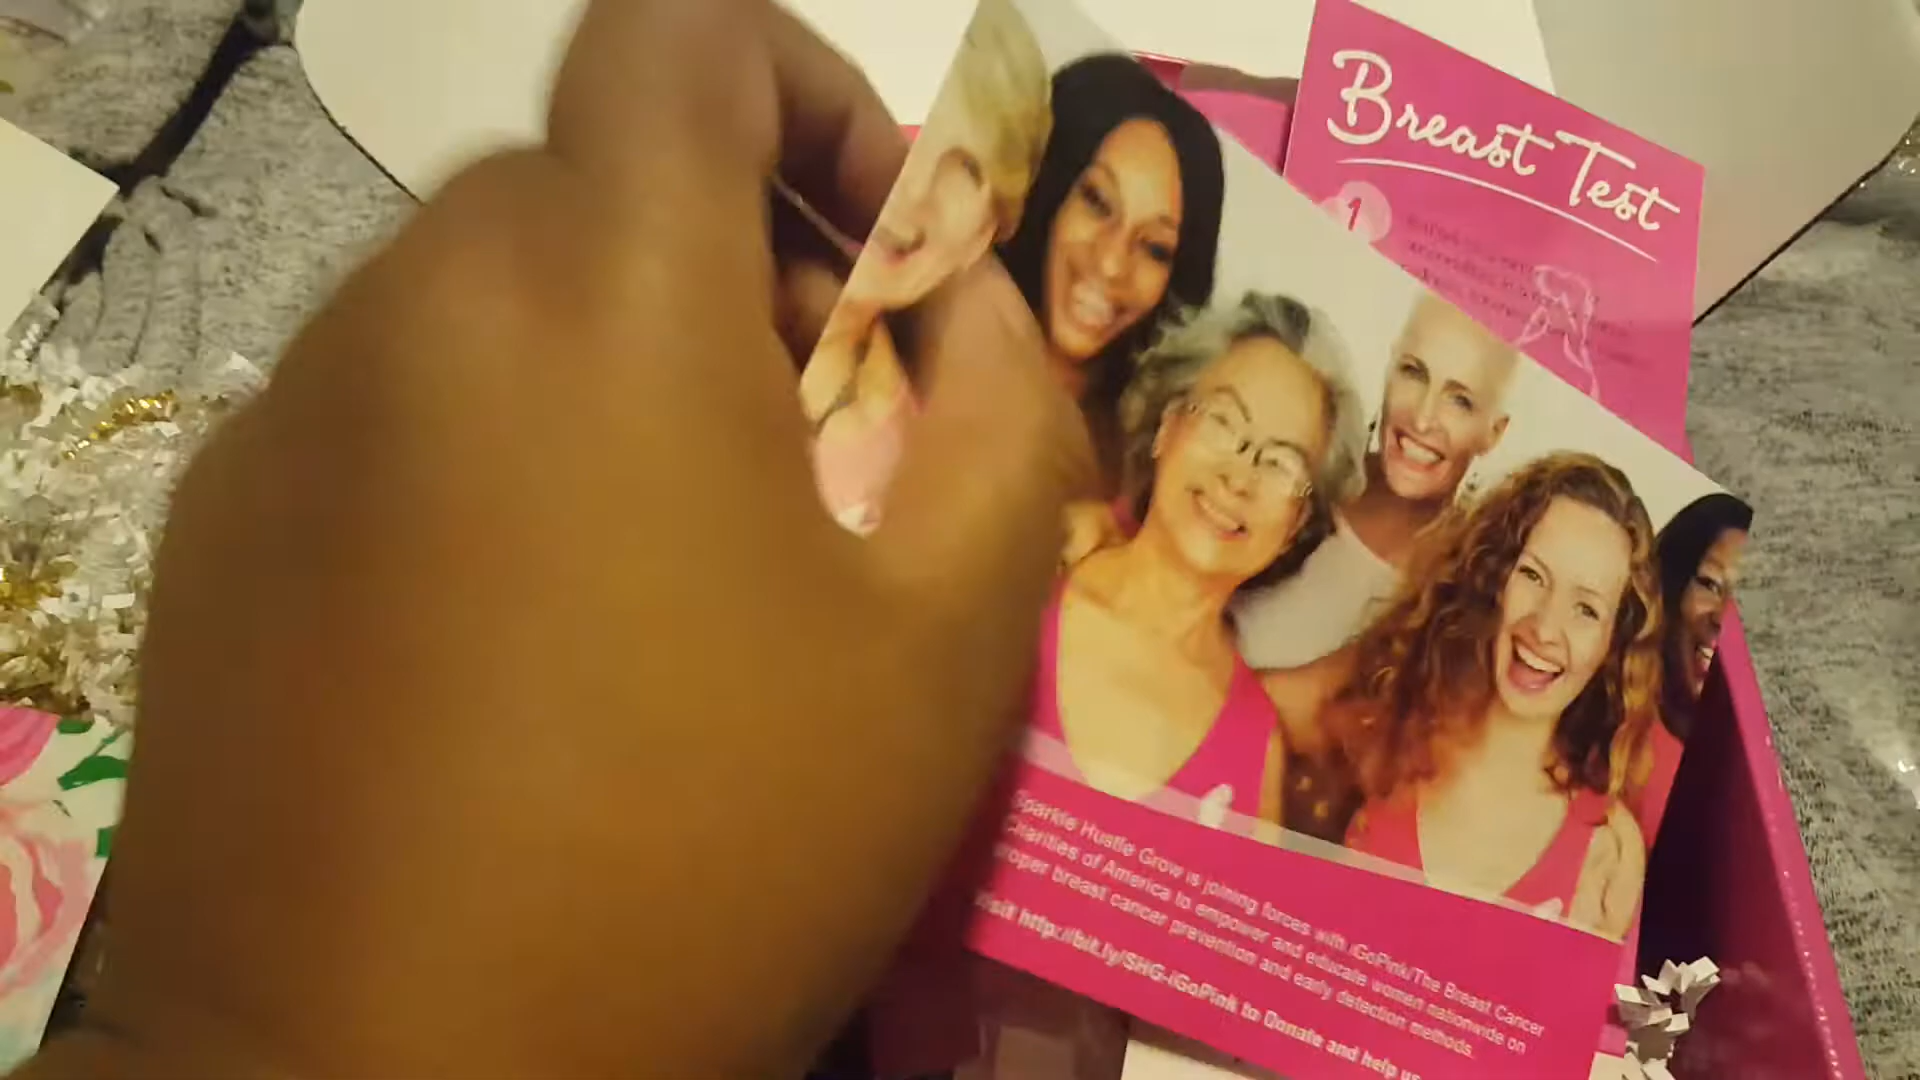 Breast Test
1
Sparkle Hustle Grow is joining forces with iGoPink/The Breast Cancer
Charities of America to empower and educate women nationwide on
proper breast cancer prevention and early detection methods.
visit http://bit.ly/SHG-iGoPink to Donate and help us